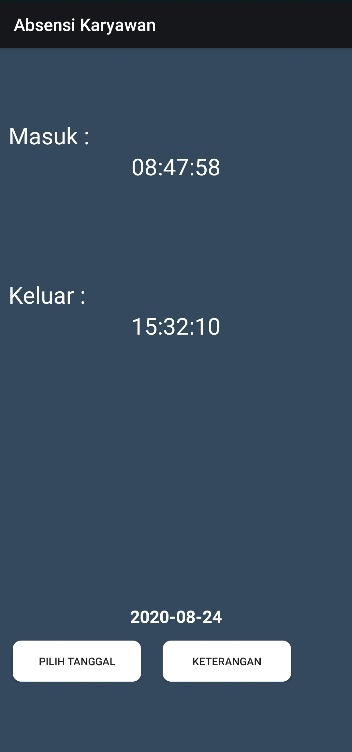 Absensi Karyawan
Masuk :
08:47:58
Keluar :
15:32:10
2020-08-24
PILIH TANGGAL
KETERANGAN